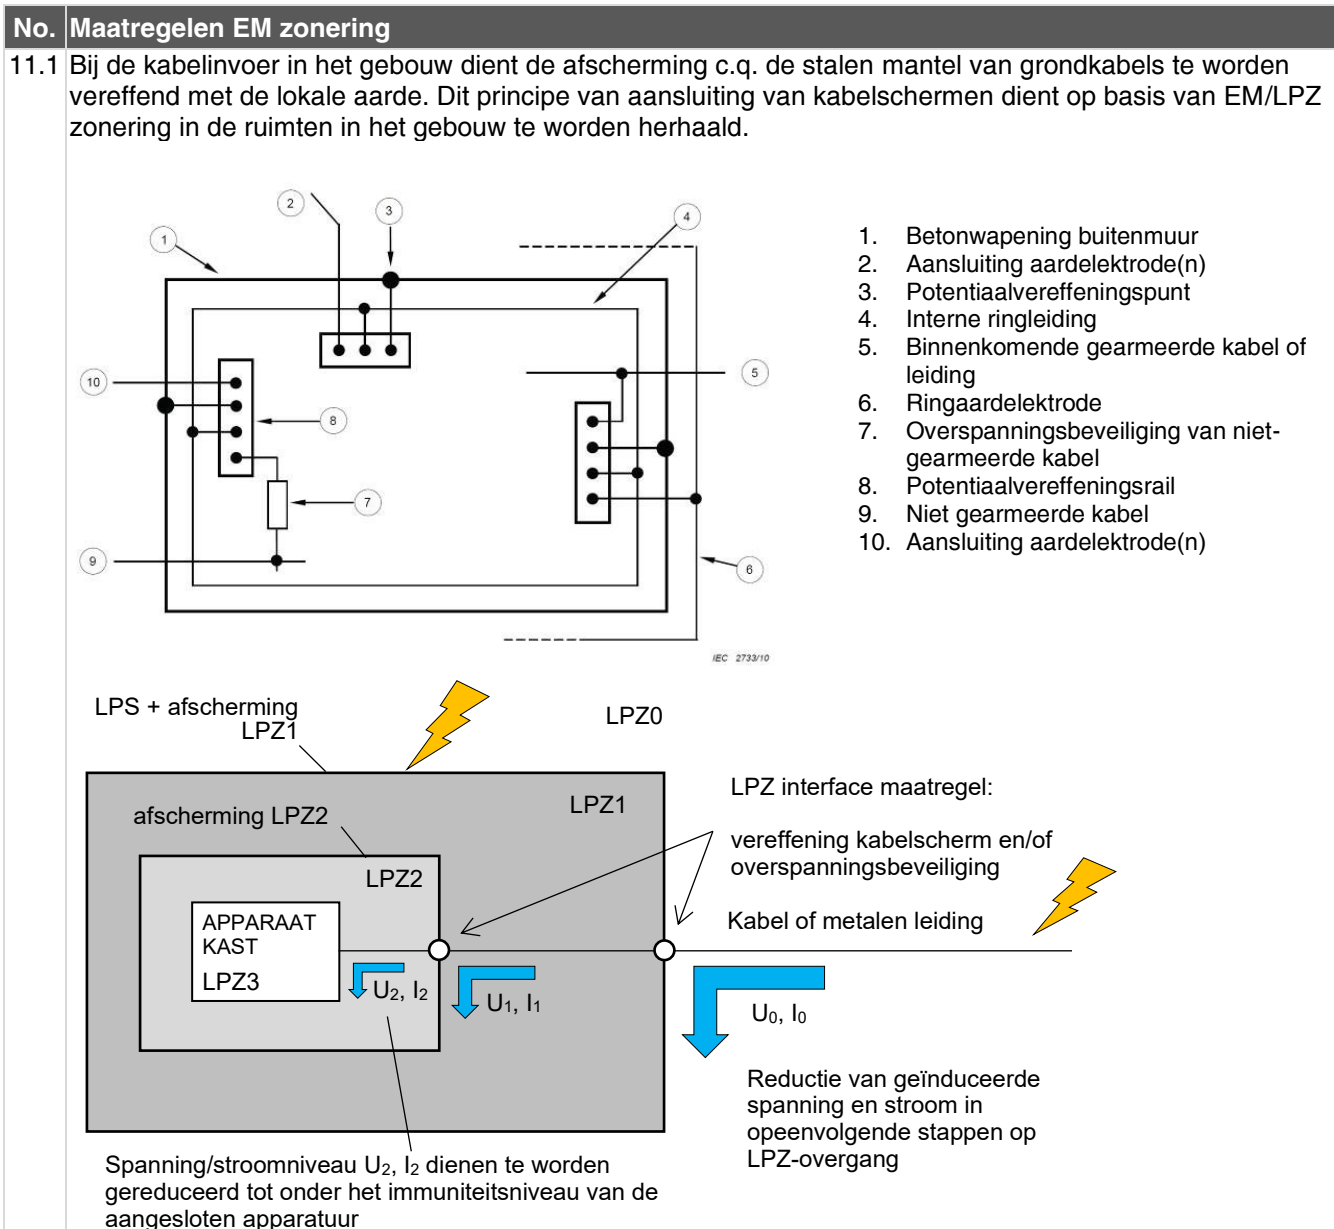 No. Maatregelen EM zonering
11.1 Bij de kabelinvoer in het gebouw dient de afscherming c.q. de stalen mantel van grondkabels te worden
vereffend met de lokale aarde. Dit principe van aansluiting van kabelschermen dient op basis van EM/LPZ
zonering in de ruimten in het gebouw te worden herhaald.
1
2
3
4
5
6
7
8
9
10
IEC 2733/10
1. Betonwapening buitenmuur
2. Aansluiting aardelektrode(n)
3. Potentiaalvereffeningspunt
4. Interne ringleiding
5. Binnenkomende gearmeerde kabel of
leiding
6. Ringaardelektrode
7. Overspanningsbeveiliging van niet-
gearmeerde kabel
8. Potentiaalvereffeningsrail
9. Niet gearmeerde kabel
10. Aansluiting aardelektrode(n)
LPS + afscherming
LPZ1
LPZ0
LPZ1
afscherming LPZ2
LPZ2
APPARAAT
KAST
LPZ3
LPZ interface maatregel:
vereffening kabelscherm en/of
overspanningsbeveiliging
Kabel of metalen leiding
U2, I2
U1, I1
U0, I0
Reductie van geïnduceerde
spanning en stroom in
opeenvolgende stappen op
LPZ-overgang
Spanning/stroomniveau U2, I2 dienen te worden
gereduceerd tot onder het immuniteitsniveau van de
aangesloten apparatuur